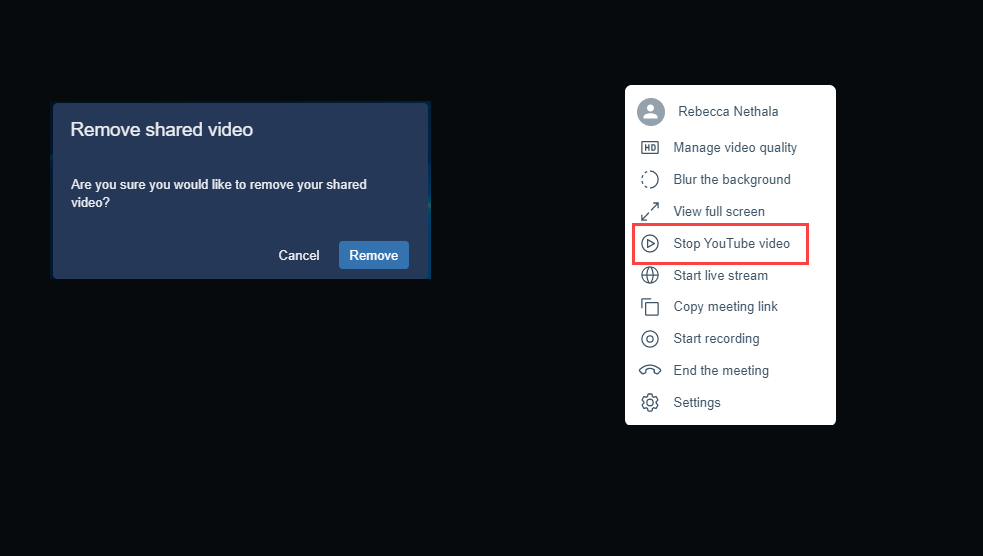 Remove shared video
Are you sure you would like to remove your shared
video?
Cancel
Remove
Rebecca Nethala
HD
Manage video quality
Blur the background
View full screen
Stop YouTube video
Start live stream
Copy meeting link
Start recording
End the meeting
Settings